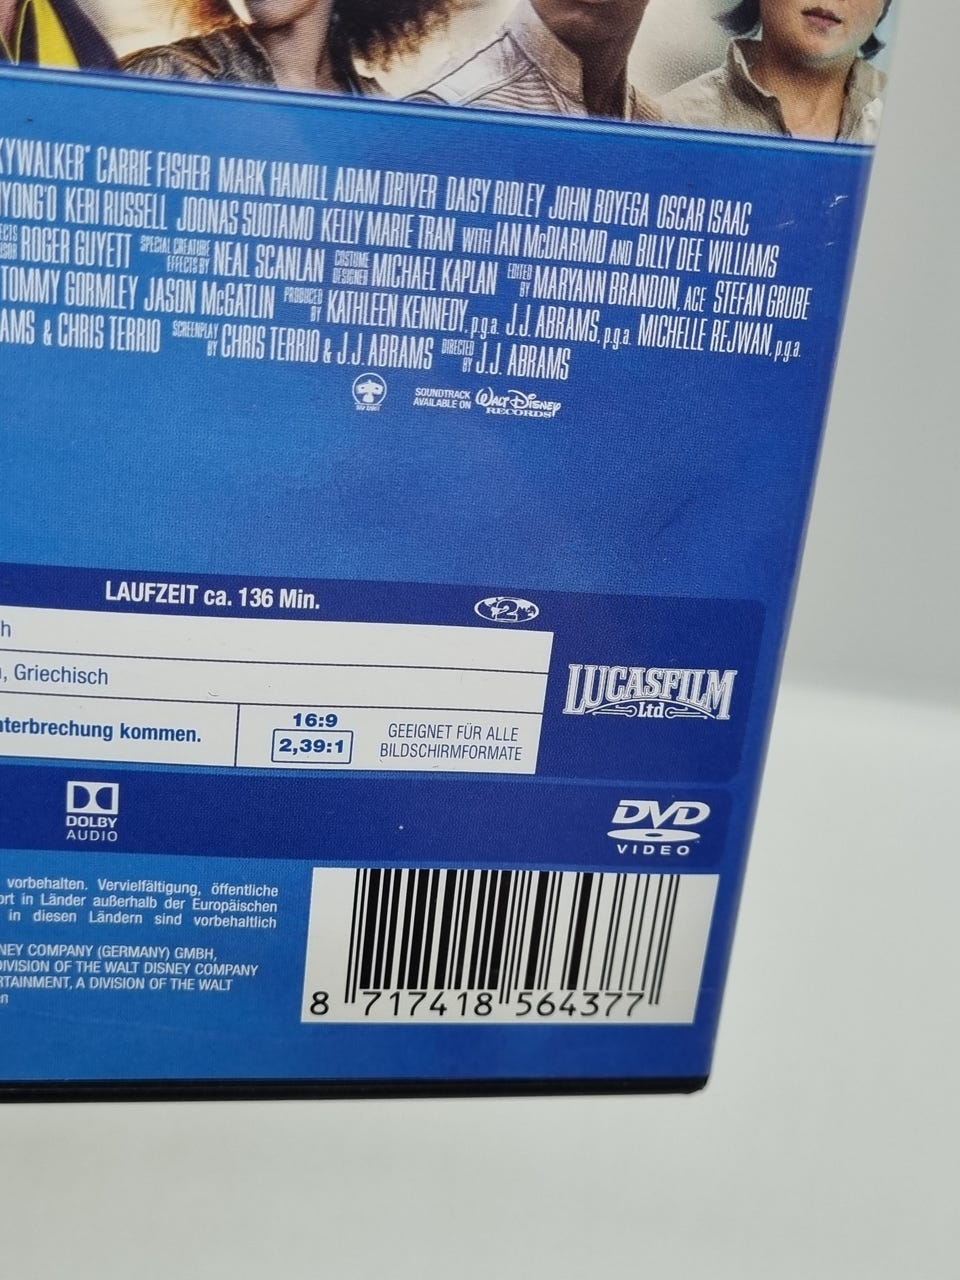 KYWALKER" CARRIE FISHER MARK HAMILL ADAM DRIVER DAISY RIDLEY JOHN BOYEGA OSCAR ISAAC
YONG'O KERI RUSSELL JOONAS SUOTAMO KELLY MARIE TRAN WITH IAN McDIARMID AND BILLY DEE WILLIAMS
ROGER GUYETT SPECIAL CREATURE EFFECTS BY NEAL SCANLAN COSTUME DESIGNER MICHAEL KAPLAN EDITED BY MARYANN BRANDON, ACE STEFAN GRUBE
TOMMY GORMLEY JASON McGATLIN PRODUCED BY KATHLEEN KENNEDY, p.g.a. J.J. ABRAMS, p.g.a. MICHELLE REJWAN, p.g.a.
AMS & CHRIS TERRIO SCREENPLAY BY CHRIS TERRIO & J.J. ABRAMS DIRECTED BY J.J. ABRAMS
SOUNDTRACK AVAILABLE ON WALT DISNEY RECORDS
LAUFZEIT ca. 136 Min.
2
h
, Griechisch
LUCASFILM
Ltd
nterbrechung kommen.
16:9
2,39:1
GEEIGNET FÜR ALLE
BILDSCHIRMFORMATE
DOLBY
AUDIO
DVD
VIDEO
vorbehalten. Vervielfältigung, öffentliche
ort in Länder außerhalb der Europäischen
in diesen Ländern sind vorbehaltlich
NEY COMPANY (GERMANY) GMBH,
DIVISION OF THE WALT DISNEY COMPANY
RTAINMENT, A DIVISION OF THE WALT
en
8 717418 564377